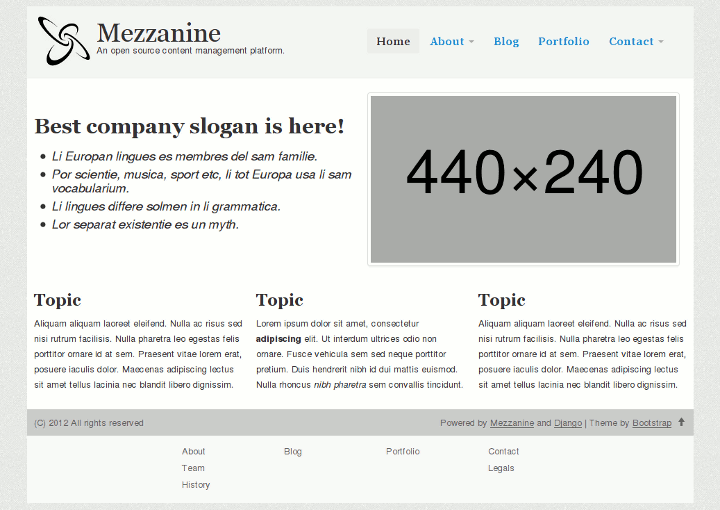 Mezzanine
An open source content management platform.
Home About Blog Portfolio Contact
Best company slogan is here!
Li Europan lingues es membres del sam familie.
Por scientie, musica, sport etc, li tot Europa usa li sam
vocabularium.
Li lingues differe solmen in li grammatica.
Lor separat existentie es un myth.
440×240
Topic
Aliquam aliquam laoreet eleifend. Nulla ac risus sed
nisi rutrum facilisis. Nulla pharetra leo egestas felis
porttitor ornare id at sem. Praesent vitae lorem erat,
posuere iaculis dolor. Maecenas adipiscing lectus
sit amet tellus lacinia nec blandit libero dignissim.
Topic
Lorem ipsum dolor sit amet, consectetur
adipiscing elit. Ut interdum ultrices odio non
ornare. Fusce vehicula sem sed neque porttitor
pretium. Duis hendrerit nibh id dui mattis euismod.
Nulla rhoncus nibh pharetra sem convallis tincidunt.
Topic
Aliquam aliquam laoreet eleifend. Nulla ac risus sed
nisi rutrum facilisis. Nulla pharetra leo egestas felis
porttitor ornare id at sem. Praesent vitae lorem erat,
posuere iaculis dolor. Maecenas adipiscing lectus
sit amet tellus lacinia nec blandit libero dignissim.
(C) 2012 All rights reserved
Powered by Mezzanine and Django | Theme by Bootstrap
About
Team
History
Blog
Portfolio
Contact
Legals